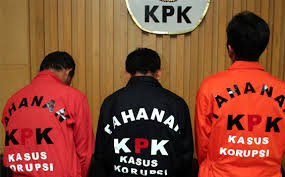 KPK
TAHANAN
KPK
KASUS
KORUPSI
TAHANAN
KPK
KASUS
KORUPSI
TAHANAN
KPK
KASUS
KORUPSI